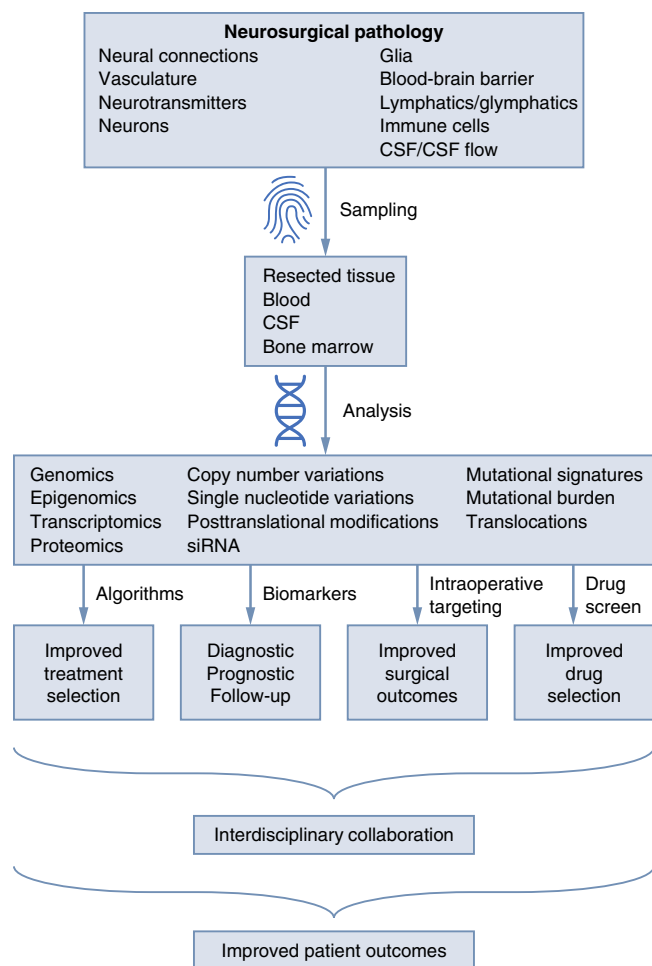 Neurosurgical pathology
Neural connections
Vasculature
Neurotransmitters
Neurons
Glia
Blood-brain barrier
Lymphatics/glymphatics
Immune cells
CSF/CSF flow
Sampling
Resected tissue
Blood
CSF
Bone marrow
Analysis
Genomics
Epigenomics
Transcriptomics
Proteomics
Copy number variations
Single nucleotide variations
Posttranslational modifications
siRNA
Mutational signatures
Mutational burden
Translocations
Algorithms
Biomarkers
Intraoperative
targeting
Drug
screen
Improved
treatment
selection
Diagnostic
Prognostic
Follow-up
Improved
surgical
outcomes
Improved
drug
selection
Interdisciplinary collaboration
Improved patient outcomes